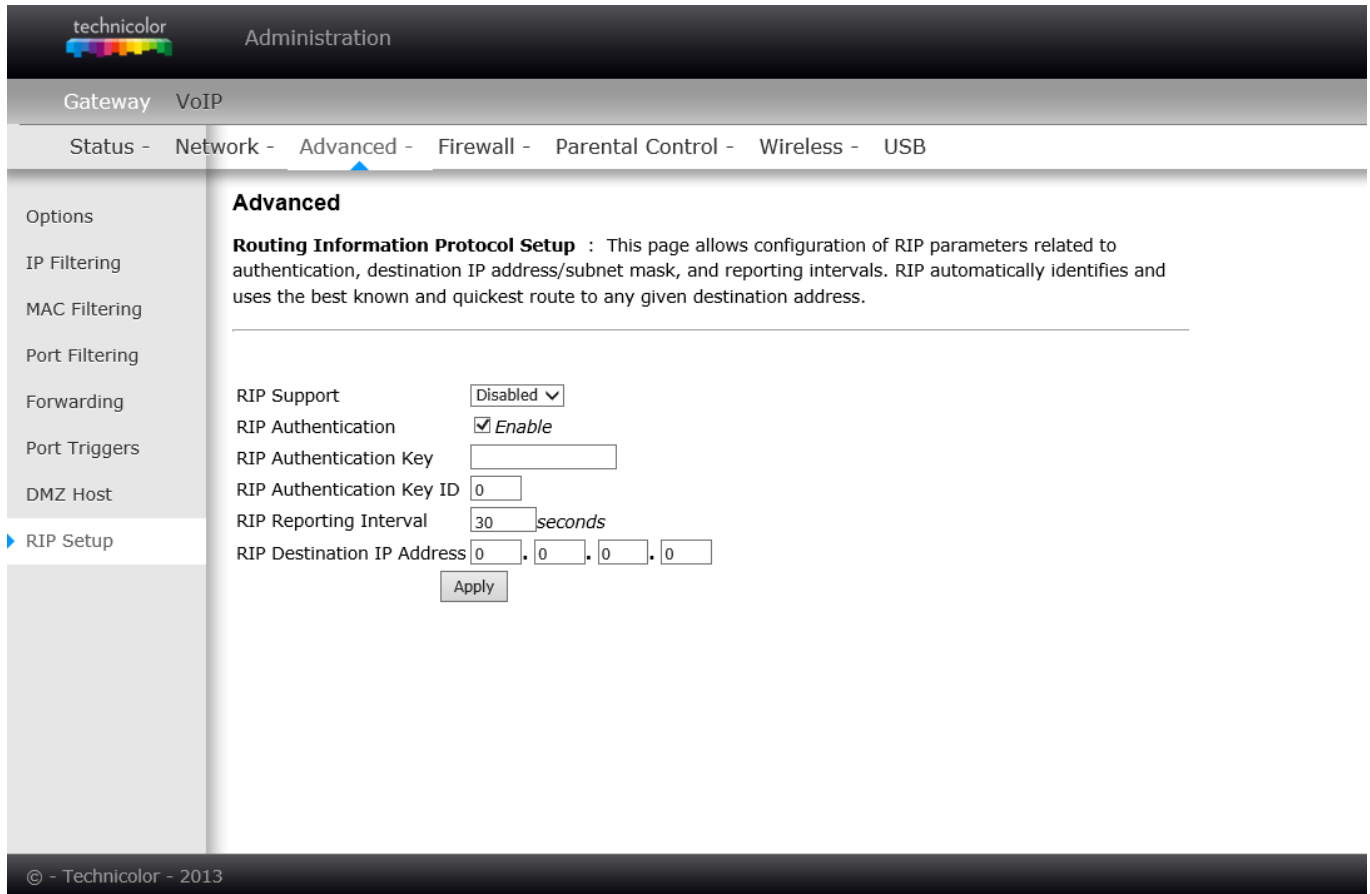 technicolor
Administration
Gateway VoIP
Status - Network - Advanced - Firewall - Parental Control - Wireless - USB
Options
IP Filtering
MAC Filtering
Port Filtering
Forwarding
Port Triggers
DMZ Host
RIP Setup
Advanced
Routing Information Protocol Setup : This page allows configuration of RIP parameters related to
authentication, destination IP address/subnet mask, and reporting intervals. RIP automatically identifies and
uses the best known and quickest route to any given destination address.
RIP Support Disabled
RIP Authentication Enable
RIP Authentication Key
RIP Authentication Key ID 0
RIP Reporting Interval 30 seconds
RIP Destination IP Address 0 . 0 . 0 . 0
Apply
© - Technicolor - 2013